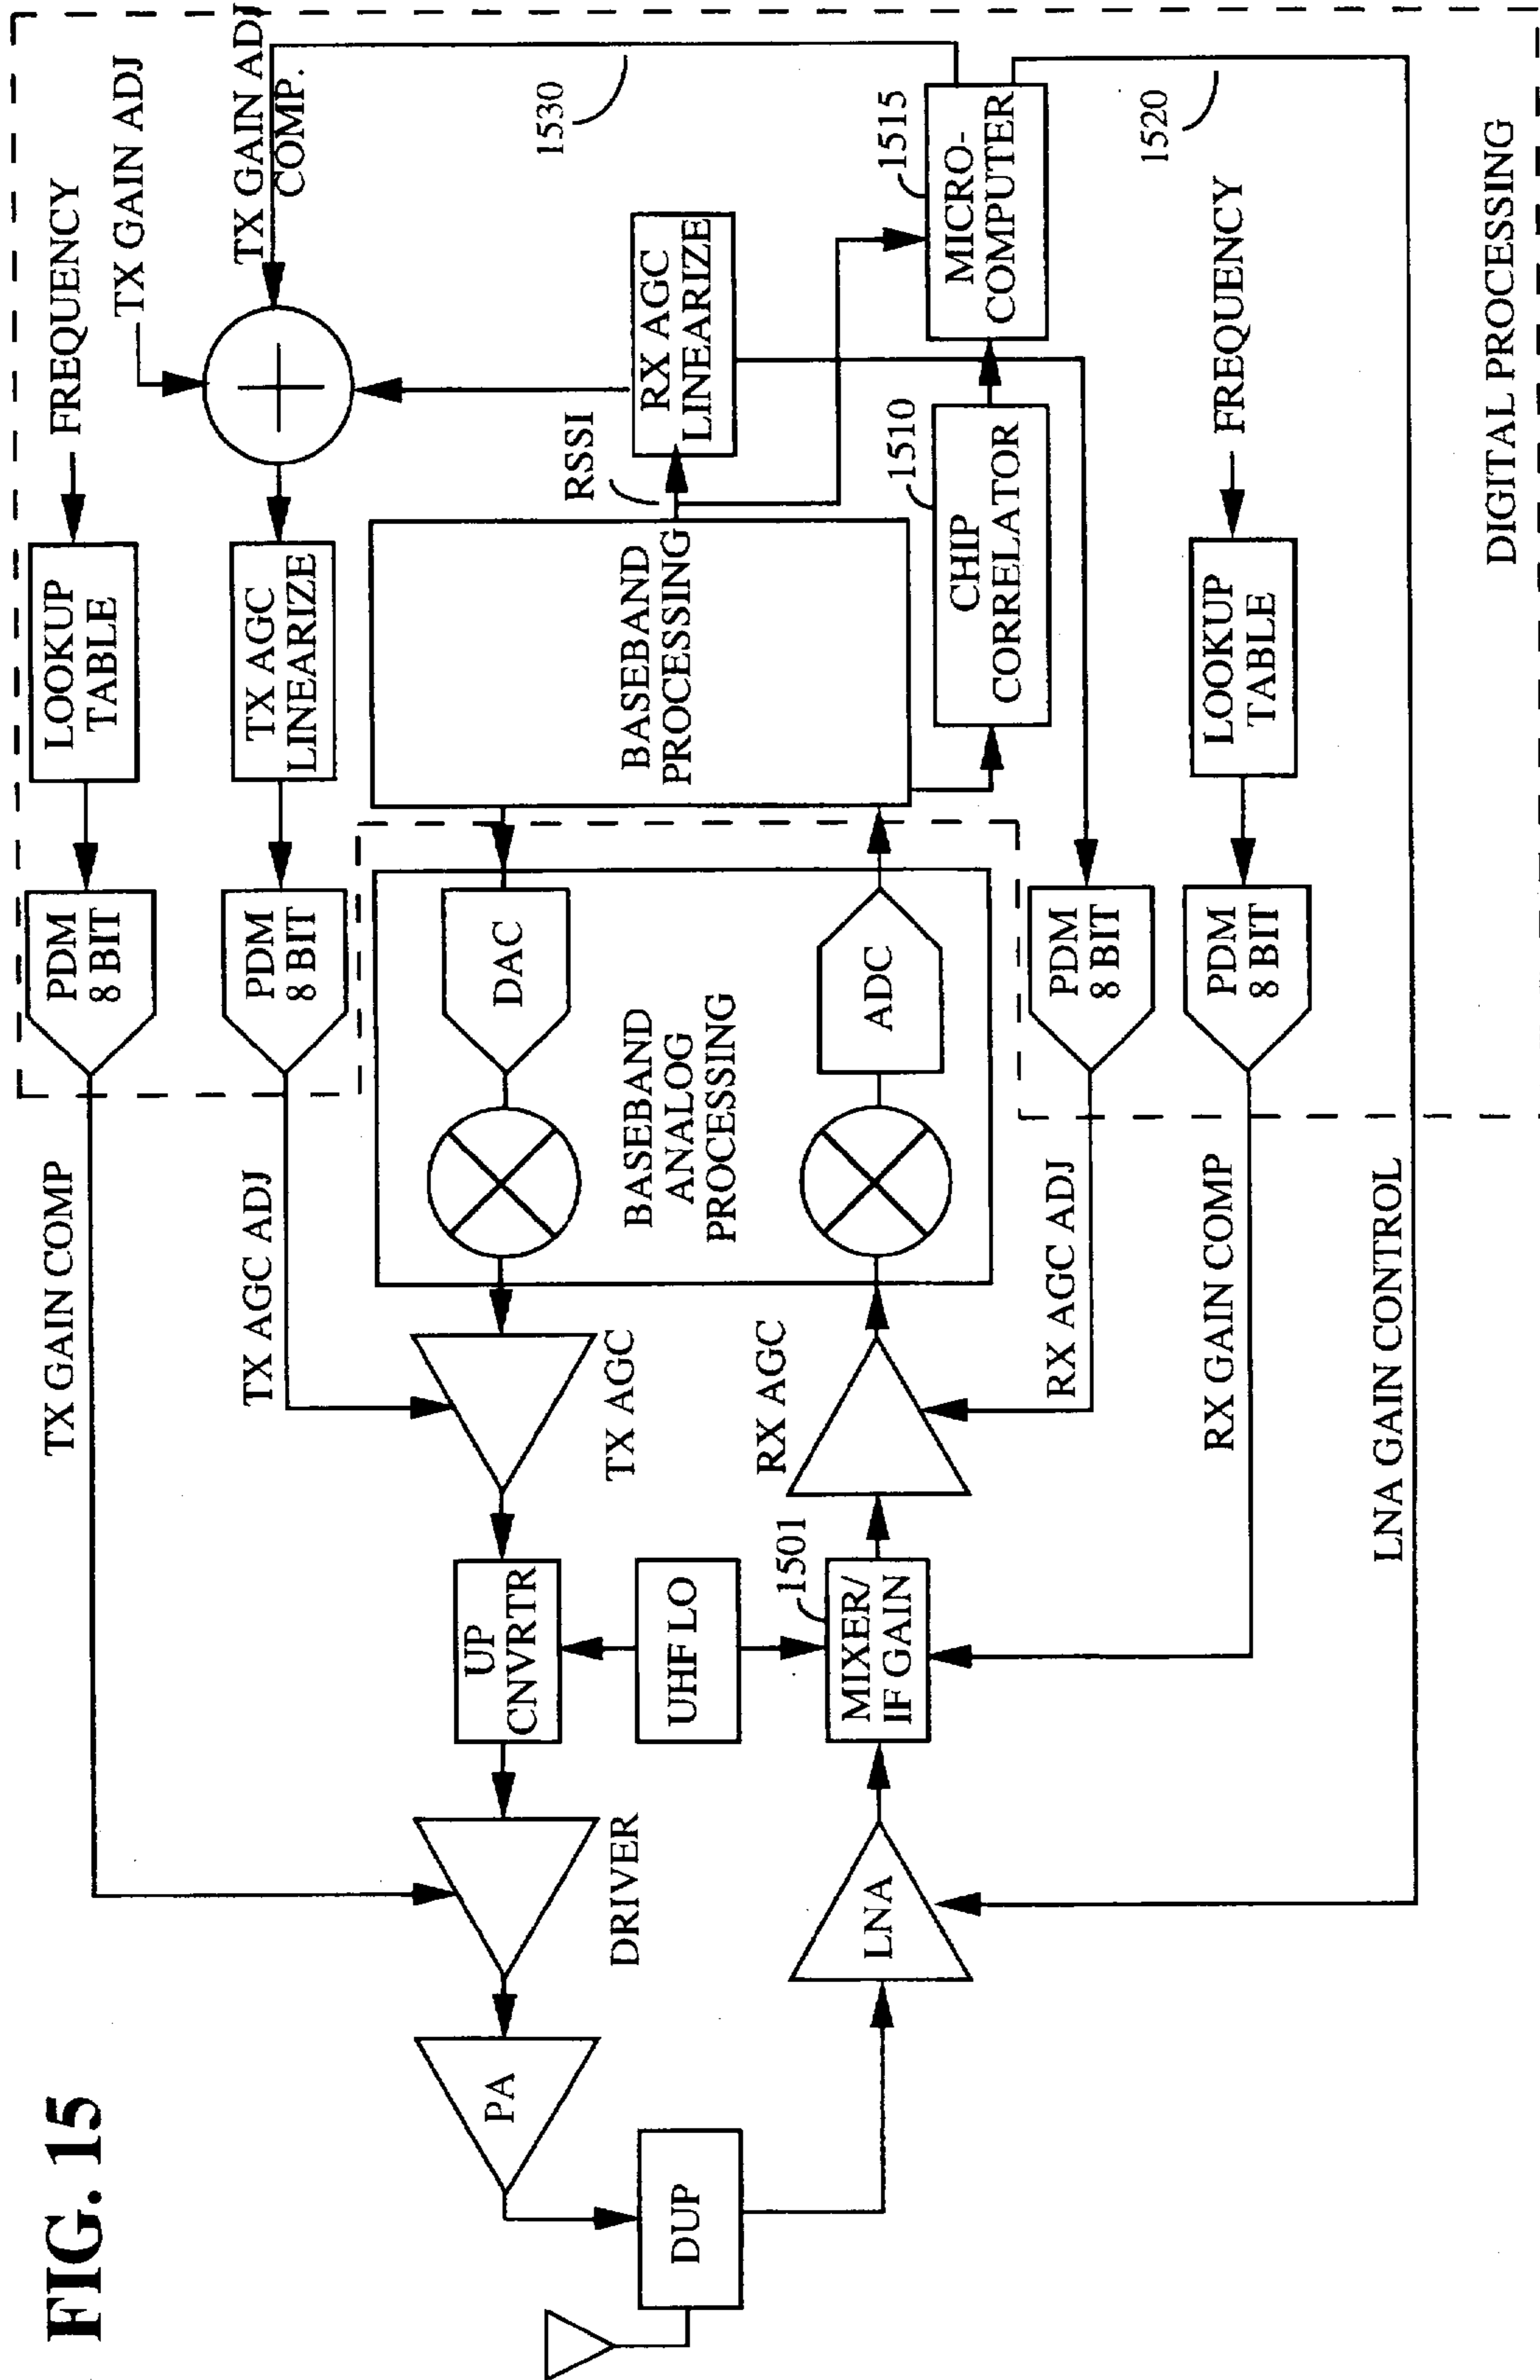 FIG. 15
TX GAIN COMP
PDM
8 BIT
LOOKUP
TABLE
FREQUENCY
TX GAIN ADJ
TX AGC ADJ
PDM
8 BIT
TX AGC
LINEARIZE
TX GAIN ADJ
COMP.
PA
DRIVER
UP
CNVRTR
TX AGC
DAC
BASEBAND
ANALOG
PROCESSING
BASEBAND
PROCESSING
RSSI
RX AGC
LINEARIZE
1530
DUP
UHF LO
LNA
MIXER/
IF GAIN
1501
RX AGC
ADC
CHIP
CORRELATOR
1510
MICRO-
COMPUTER
1515
RX AGC ADJ
PDM
8 BIT
RX GAIN COMP
PDM
8 BIT
LOOKUP
TABLE
FREQUENCY
1520
LNA GAIN CONTROL
DIGITAL PROCESSING